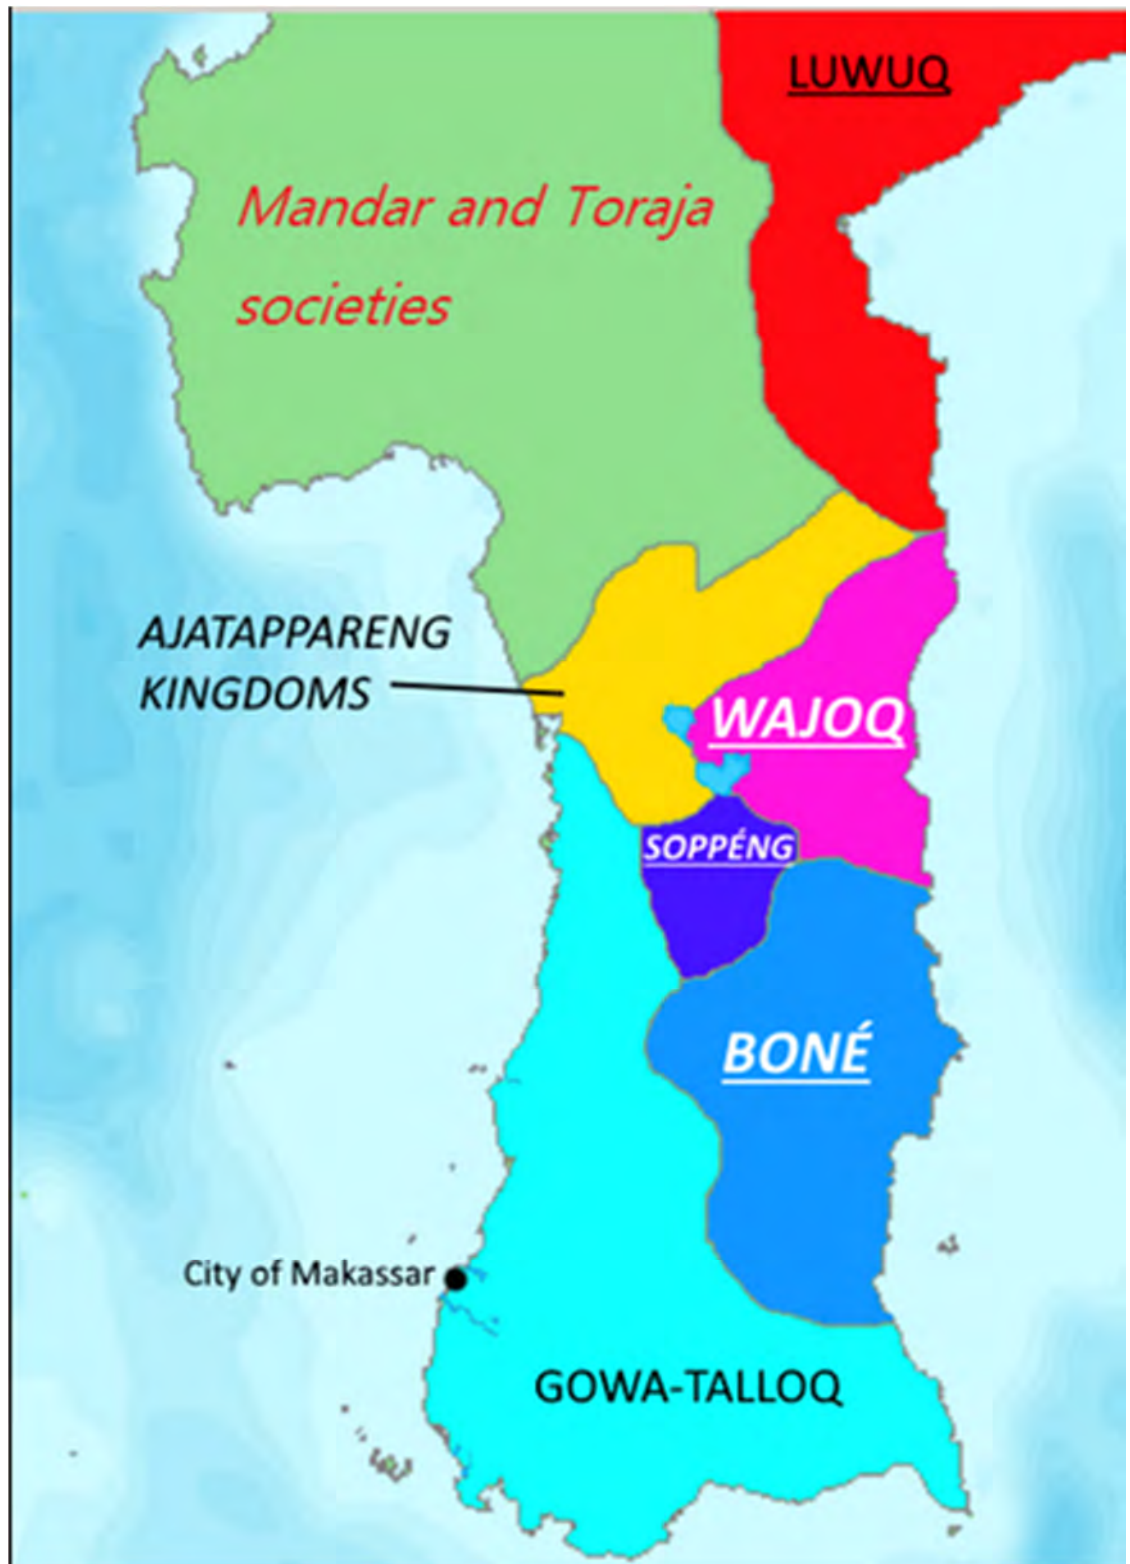 LUWUQ
Mandar and Toraja
societies
AJATAPPARENG
KINGDOMS
WAJOQ
SOPPÉNG
BONÉ
City of Makassar
GOWA-TALLOQ